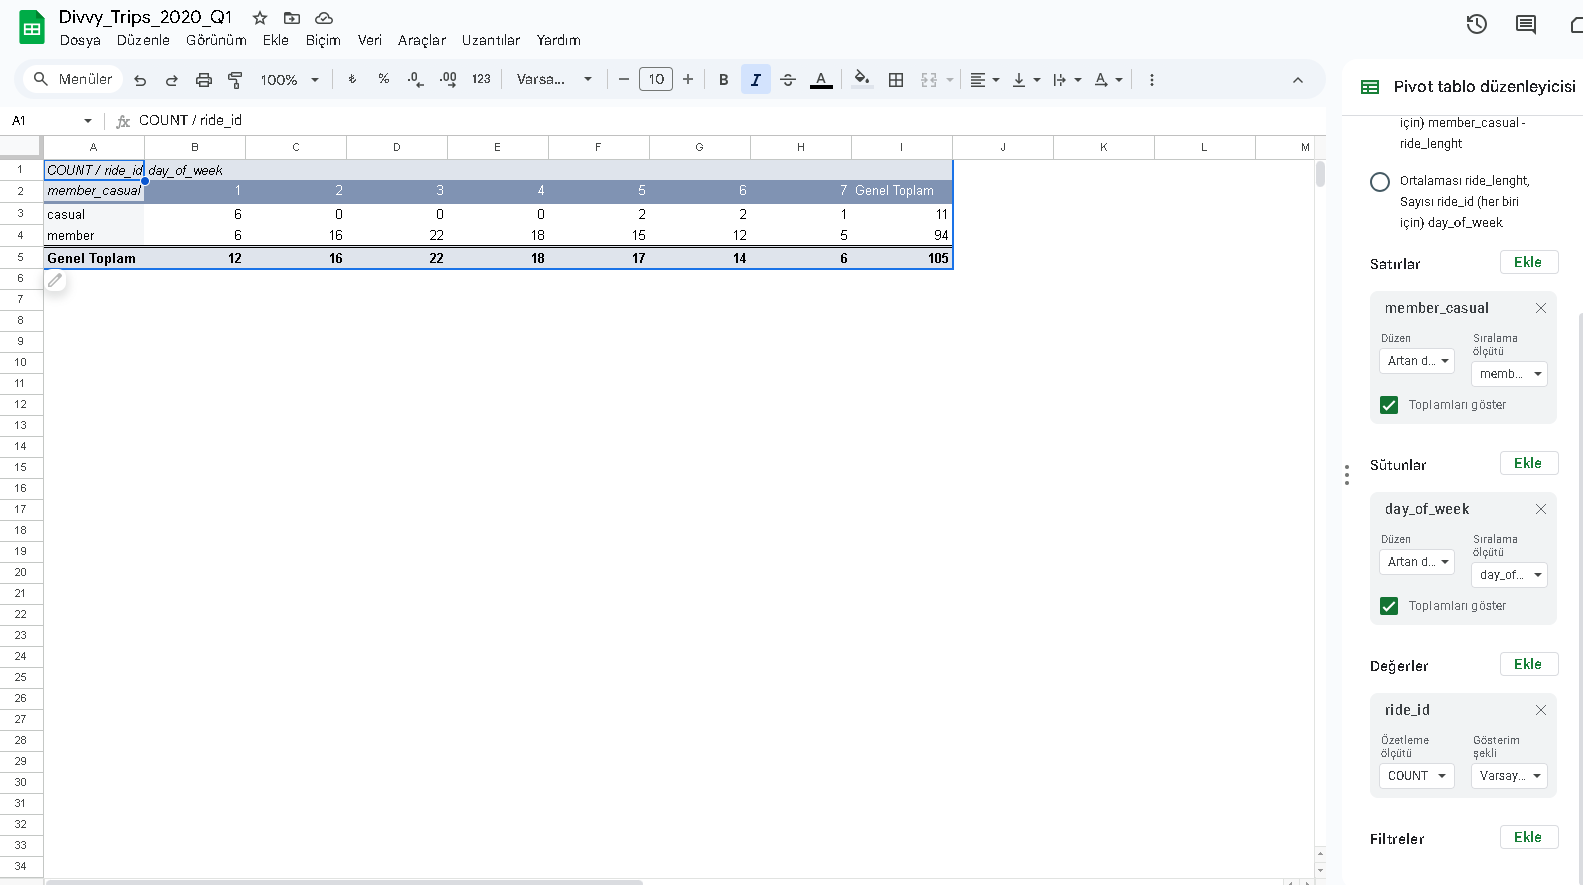 Divvy_Trips_2020_Q1
Dosya Düzenle Görünüm Ekle Biçim Veri Araçlar Uzantılar Yardım
Menüler 100% ₺ % .0 .00 123 Varsa... − 10 + B I S A A
A1 fx COUNT / ride_id
A B C D E F G H I J K L M
1 COUNT / ride_id day_of_week
2 member_casual 1 2 3 4 5 6 7 Genel Toplam
3 casual 6 0 0 0 2 2 1 11
4 member 6 16 22 18 15 12 5 94
5 Genel Toplam 12 16 22 18 17 14 6 105
6
7
8
9
10
11
12
13
14
15
16
17
18
19
20
21
22
23
24
25
26
27
28
29
30
31
32
33
34
Pivot tablo düzenleyicisi
için) member_casual -
ride_lenght
Ortalaması ride_lenght,
Sayısı ride_id (her biri
için) day_of_week
Satırlar Ekle
member_casual
Düzen Sıralama
ölçütü
Artan d... memb...
Toplamları göster
Sütunlar Ekle
day_of_week
Düzen Sıralama
ölçütü
Artan d... day_of...
Toplamları göster
Değerler Ekle
ride_id
Özetleme Gösterim
ölçütü şekli
COUNT Varsay...
Filtreler Ekle